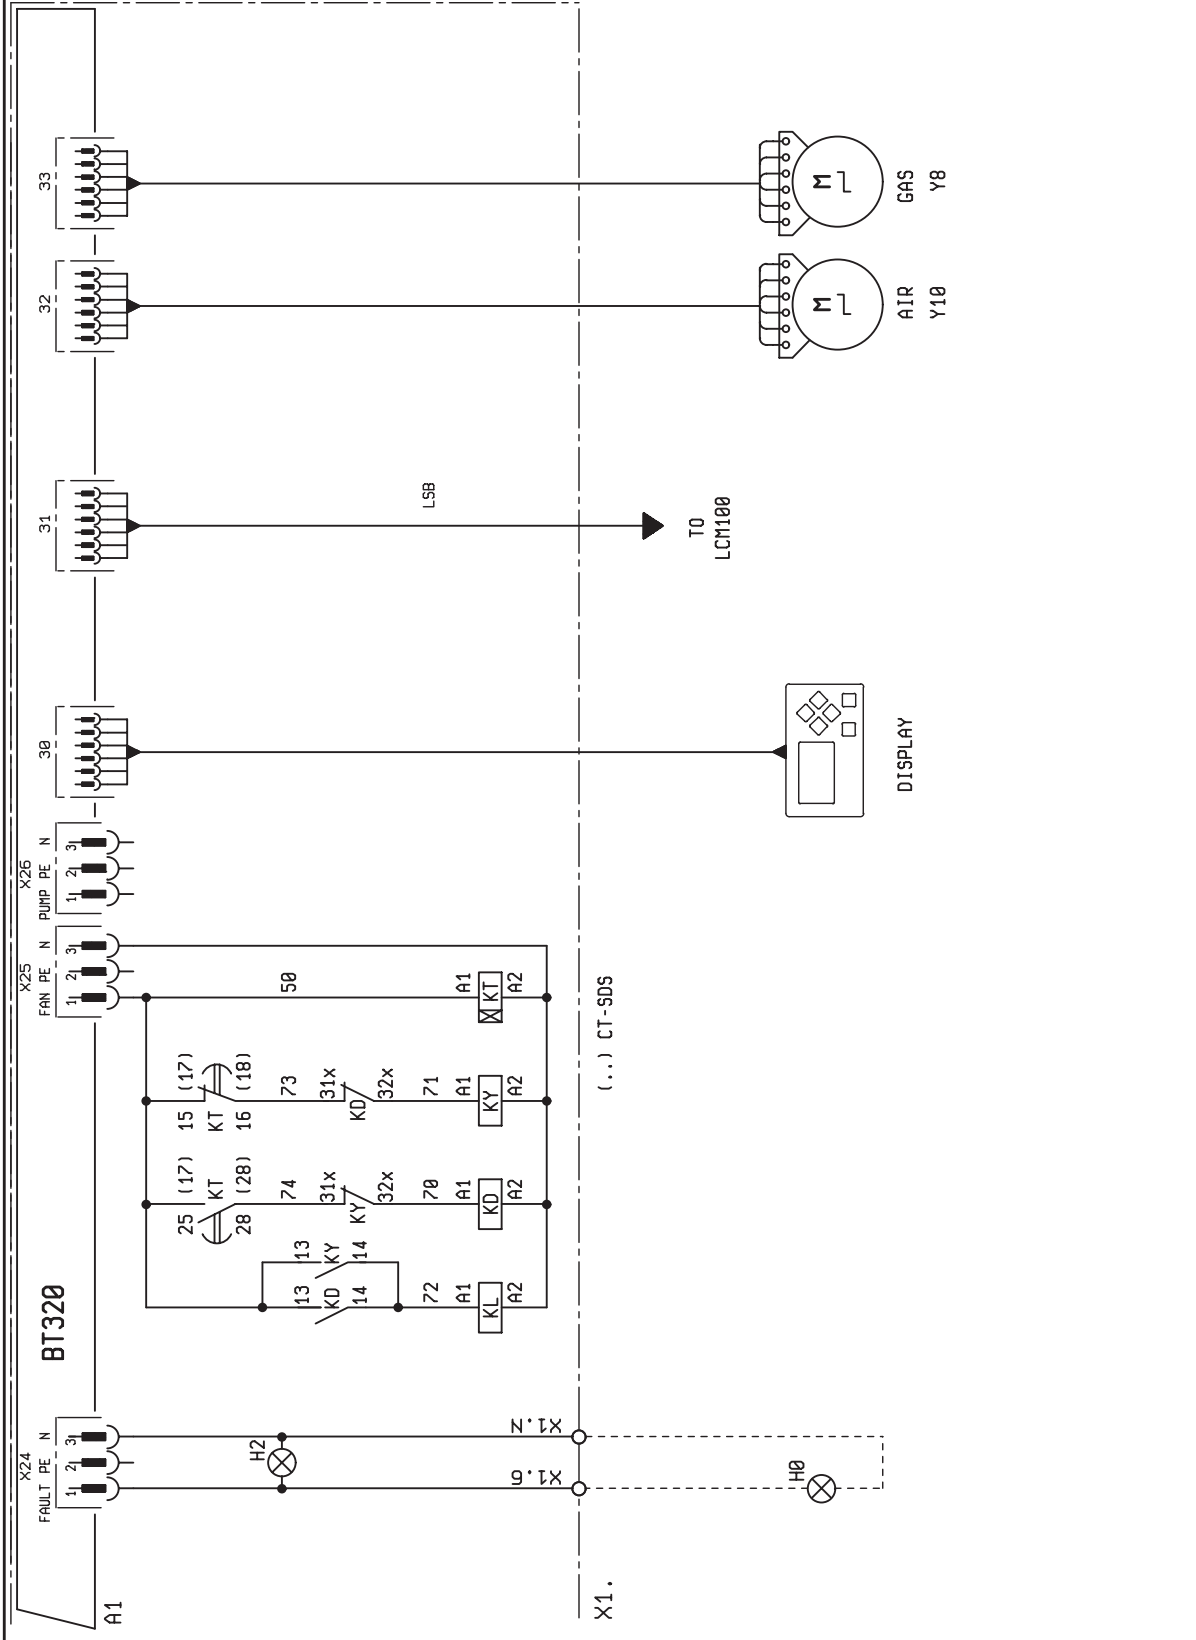 A1
BT320
X24
FAULT PE N
1 2 3
X25
FAN PE N
1 2 3
X26
PUMP PE N
1 2 3
30
31
32
33
H2
X1.6
X1.N
13 13
KD KY
14 14
72
A1
KL
A2
25 (17)
KT
28 (28)
74
31x
KY
32x
70
A1
KD
A2
15 (17)
KT
16 (18)
73
31x
KD
32x
71
A1
KY
A2
50
A1
KT
A2
LSB
X1.
(..) CT-SDS
TO
LCM100
H0
DISPLAY
M
AIR
Y10
M
GAS
Y8